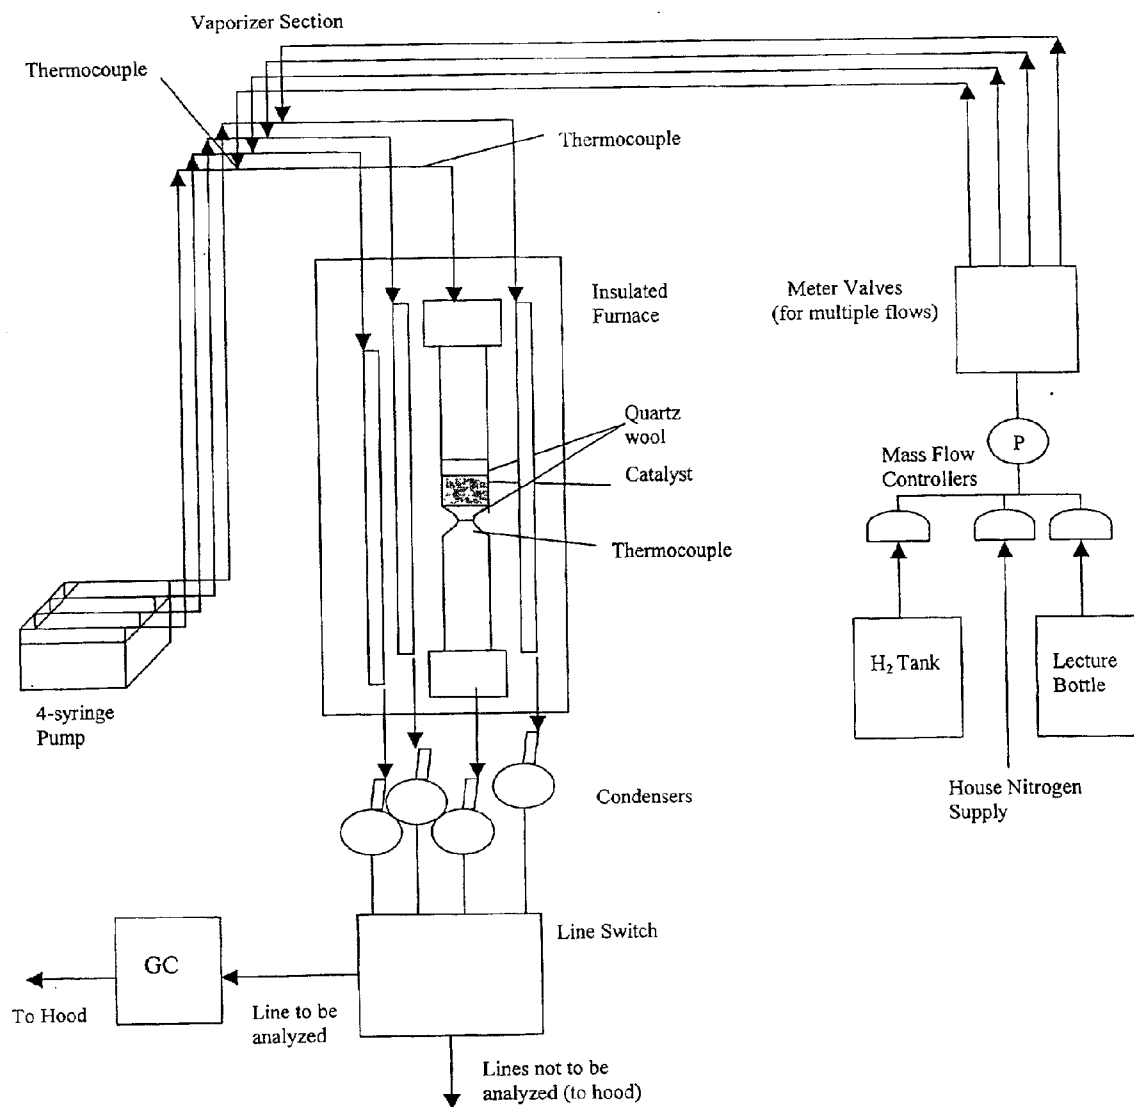 Vaporizer Section
Thermocouple
Thermocouple
Insulated
Furnace
Meter Valves
(for multiple flows)
Quartz
wool
P
Mass Flow
Controllers
Catalyst
Thermocouple
H₂ Tank
Lecture
Bottle
4-syringe
Pump
House Nitrogen
Supply
Condensers
Line Switch
GC
To Hood
Line to be
analyzed
Lines not to be
analyzed (to hood)